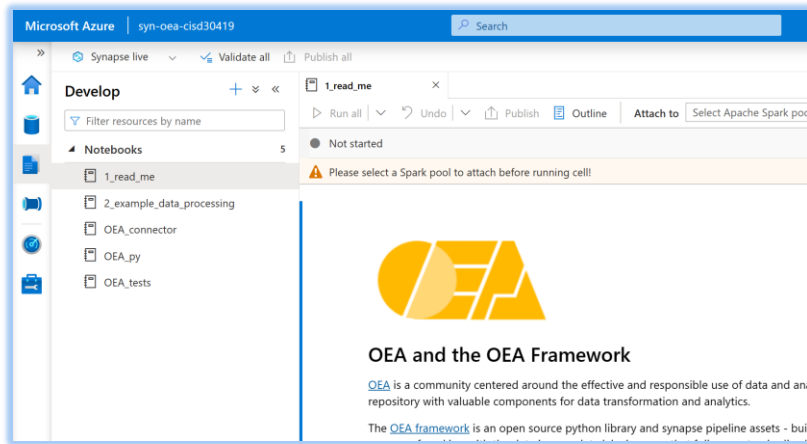 Microsoft Azure syn-oea-cisd30419 Search
Synapse live Validate all Publish all
Develop
Filter resources by name
Notebooks 5
1_read_me
2_example_data_processing
OEA_connector
OEA_py
OEA_tests
1_read_me
Run all Undo Publish Outline Attach to Select Apache Spark
Not started
Please select a Spark pool to attach before running cell!
OEA
OEA and the OEA Framework
OEA is a community centered around the effective and responsible use of data and
repository with valuable components for data transformation and analytics.
The OEA framework is an open source python library and synapse pipeline assets -